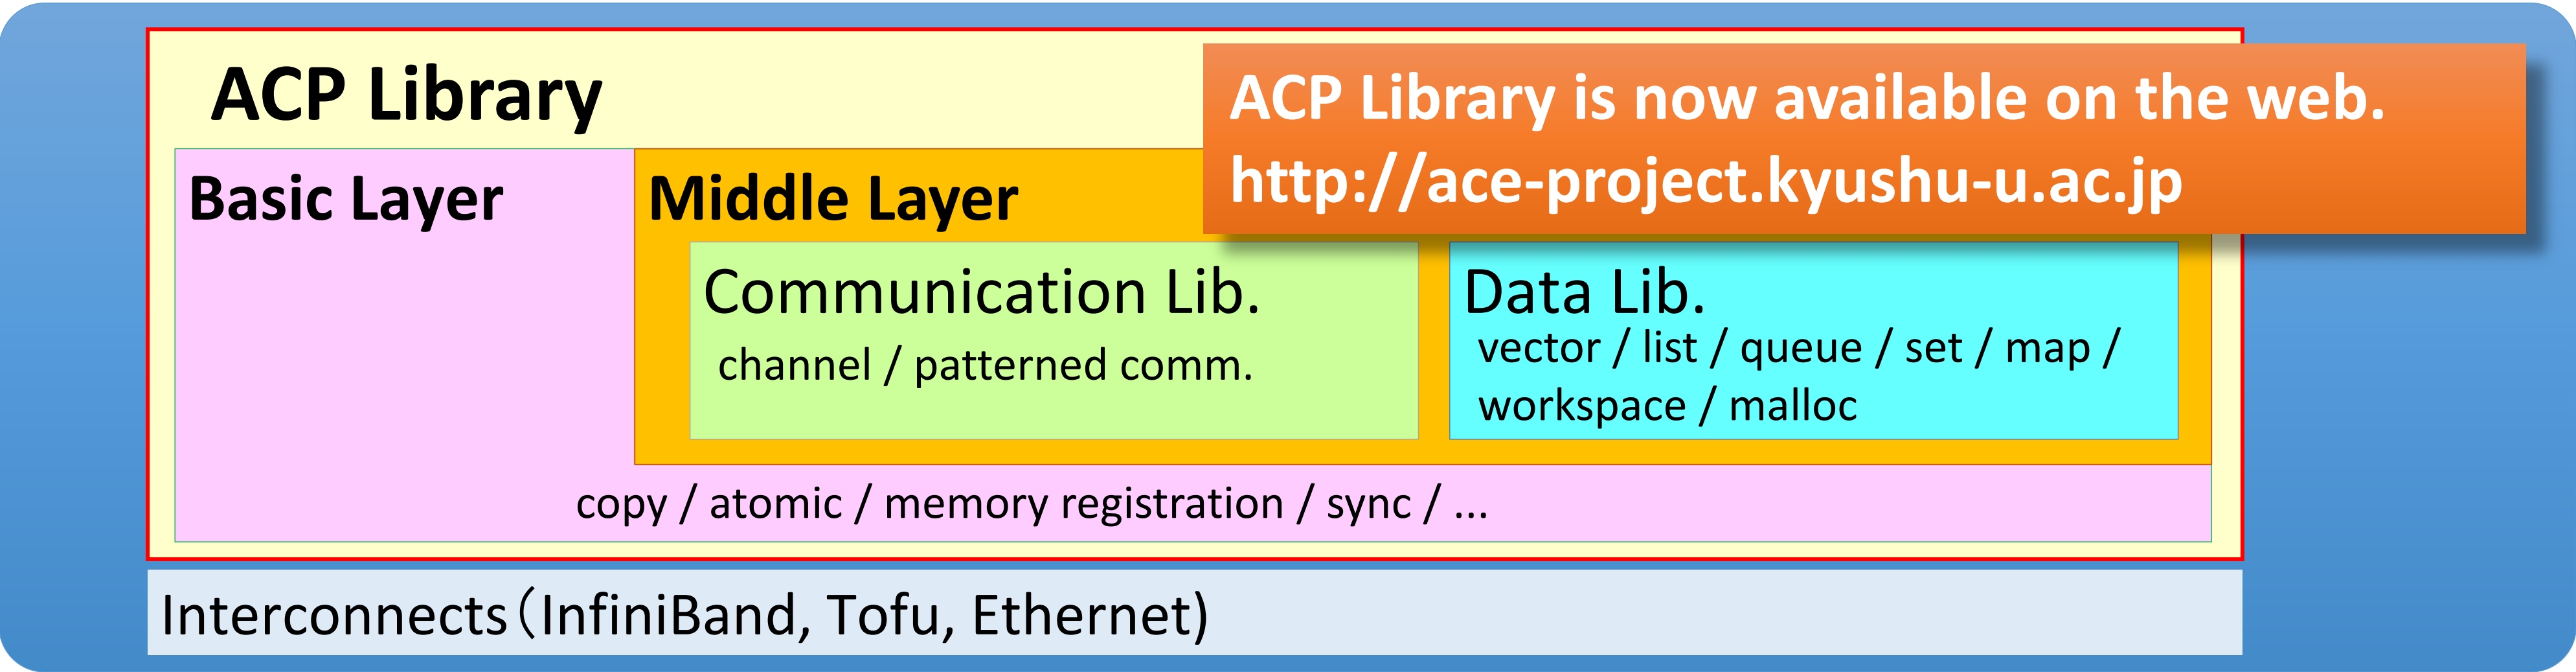 ACP Library
ACP Library is now available on the web.
http://ace-project.kyushu-u.ac.jp
Basic Layer
Middle Layer
Communication Lib.
channel / patterned comm.
Data Lib.
vector / list / queue / set / map /
workspace / malloc
copy / atomic / memory registration / sync / ...
Interconnects（InfiniBand, Tofu, Ethernet)